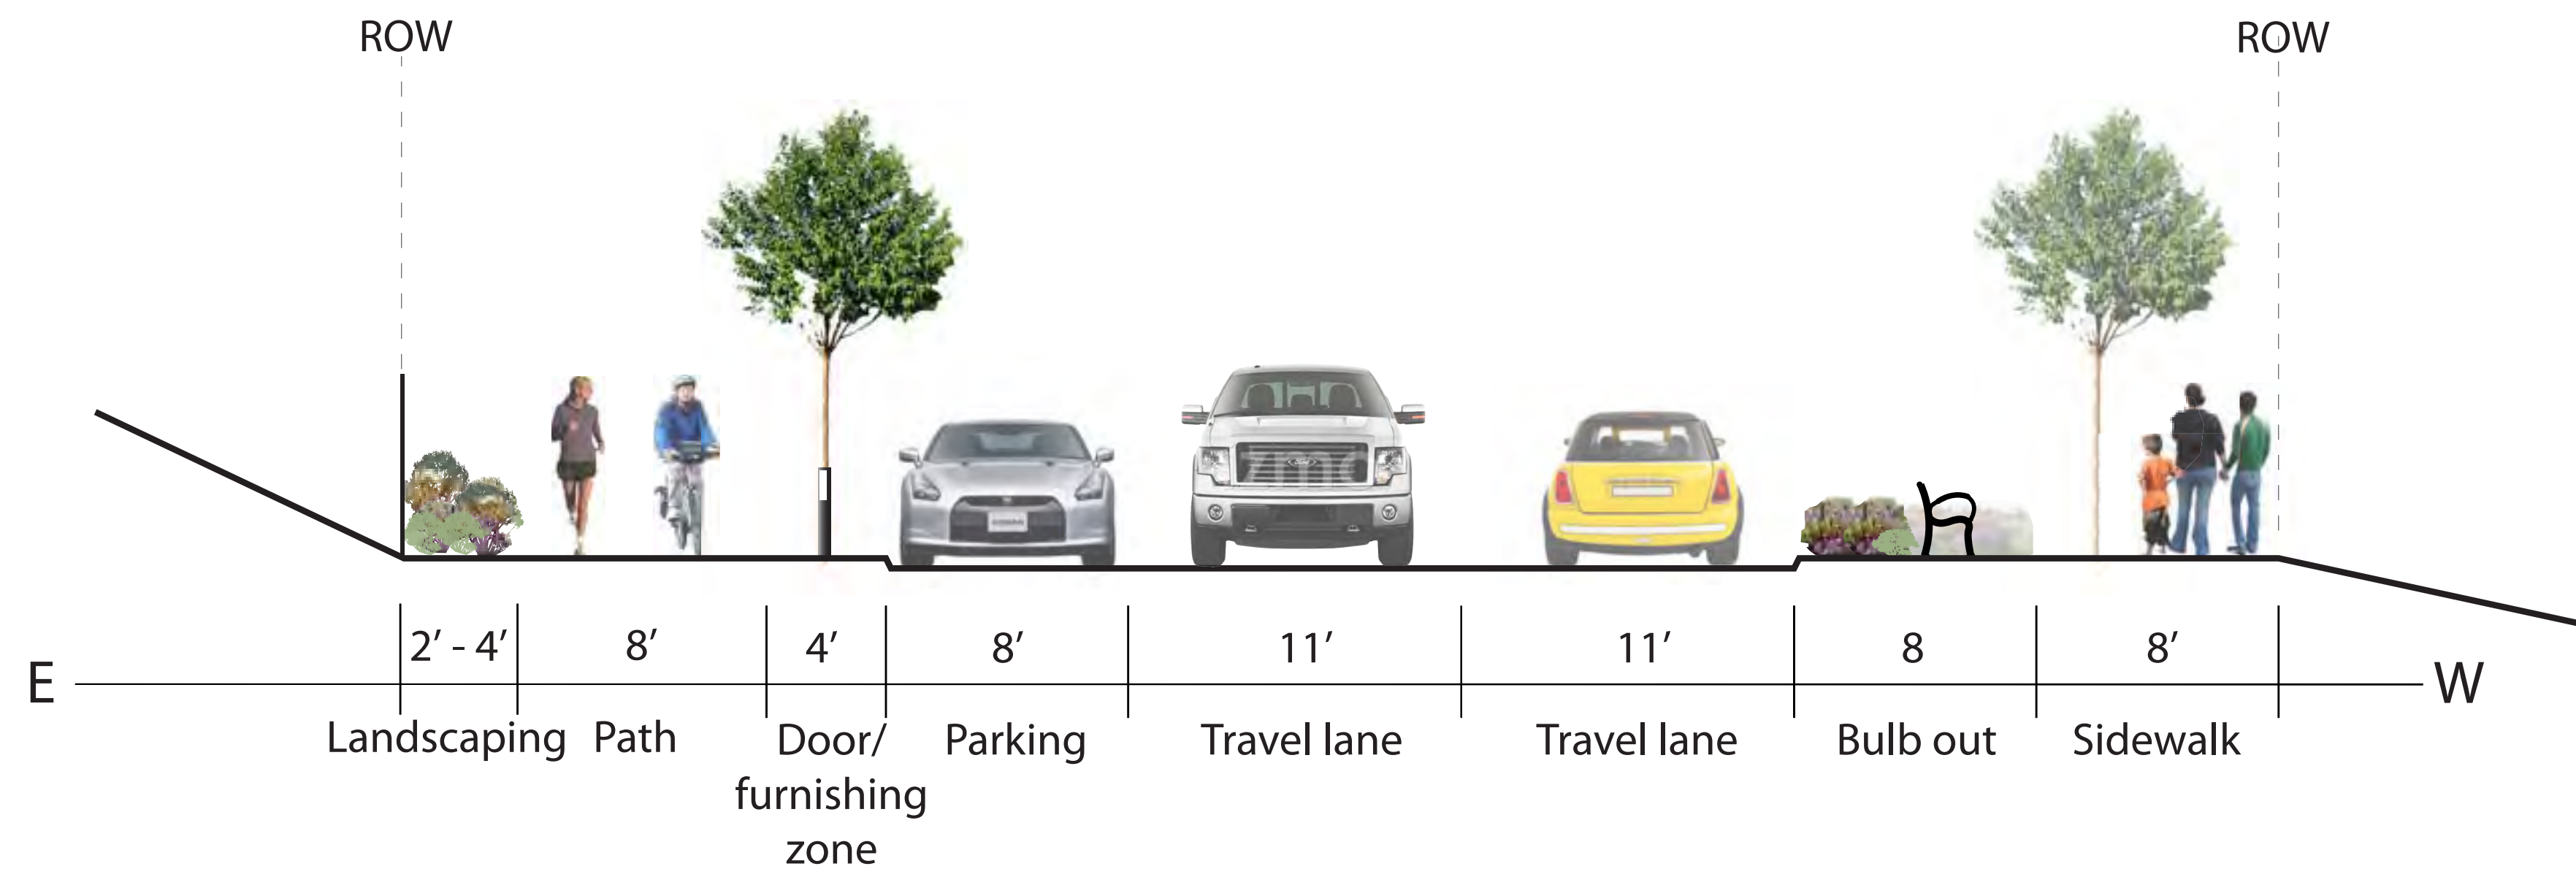 ROW ROW
2’ - 4’ 8’ 4’ 8’ 11’ 11’ 8 8’
E W
Landscaping Path Door/ Parking Travel lane Travel lane Bulb out Sidewalk
furnishing
zone